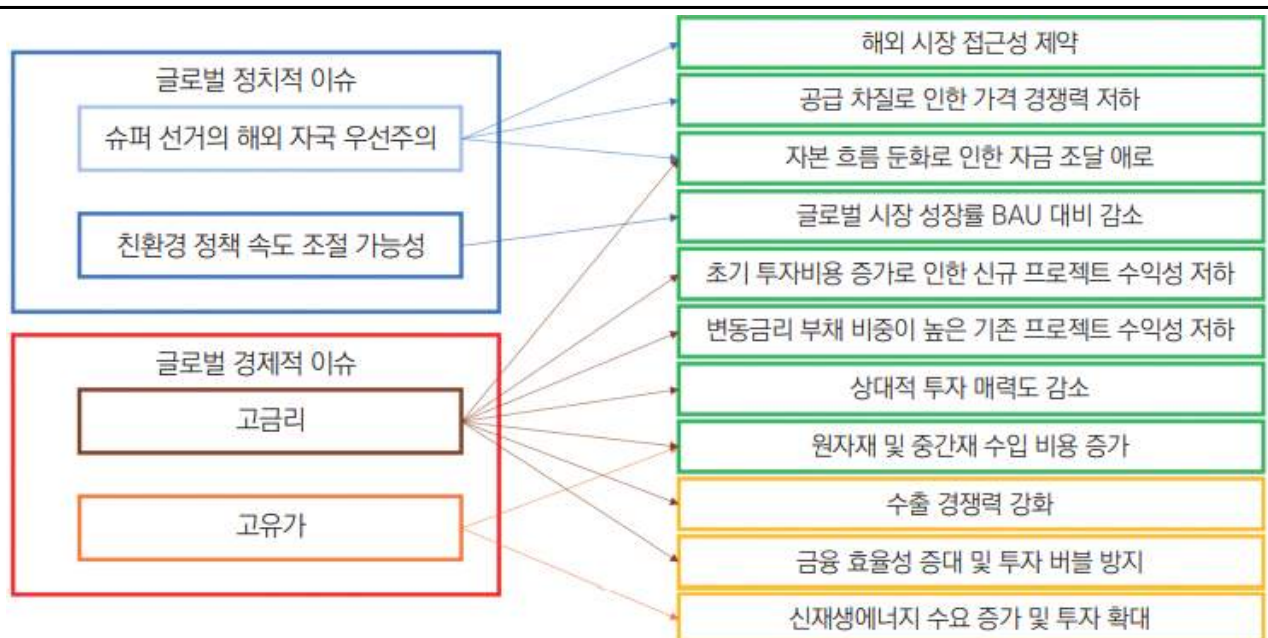 글로벌 정치적 이슈
슈퍼 선거의 해외 자국 우선주의
친환경 정책 속도 조절 가능성
글로벌 경제적 이슈
고금리
고유가
해외 시장 접근성 제약
공급 차질로 인한 가격 경쟁력 저하
자본 흐름 둔화로 인한 자금 조달 애로
글로벌 시장 성장률 BAU 대비 감소
초기 투자비용 증가로 인한 신규 프로젝트 수익성 저하
변동금리 부채 비중이 높은 기존 프로젝트 수익성 저하
상대적 투자 매력도 감소
원자재 및 중간재 수입 비용 증가
수출 경쟁력 강화
금융 효율성 증대 및 투자 버블 방지
신재생에너지 수요 증가 및 투자 확대